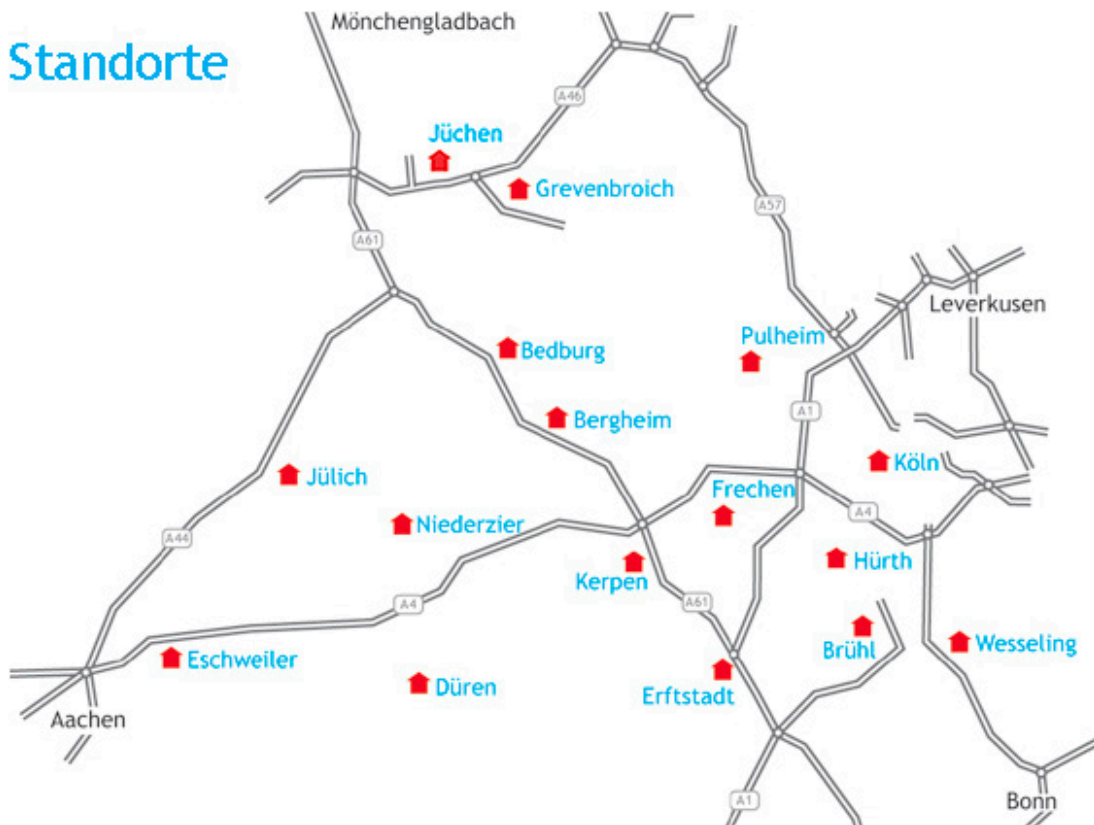 Mönchengladbach
Standorte
A46
Jüchen
Grevenbroich
A57
A61
Leverkusen
Pulheim
Bedburg
A1
Bergheim
Köln
Jülich
Frechen
A4
Niederzier
A44
Hürth
Kerpen
A4
A61
Brühl
Wesseling
Eschweiler
Düren
Erftstadt
Aachen
A1
Bonn